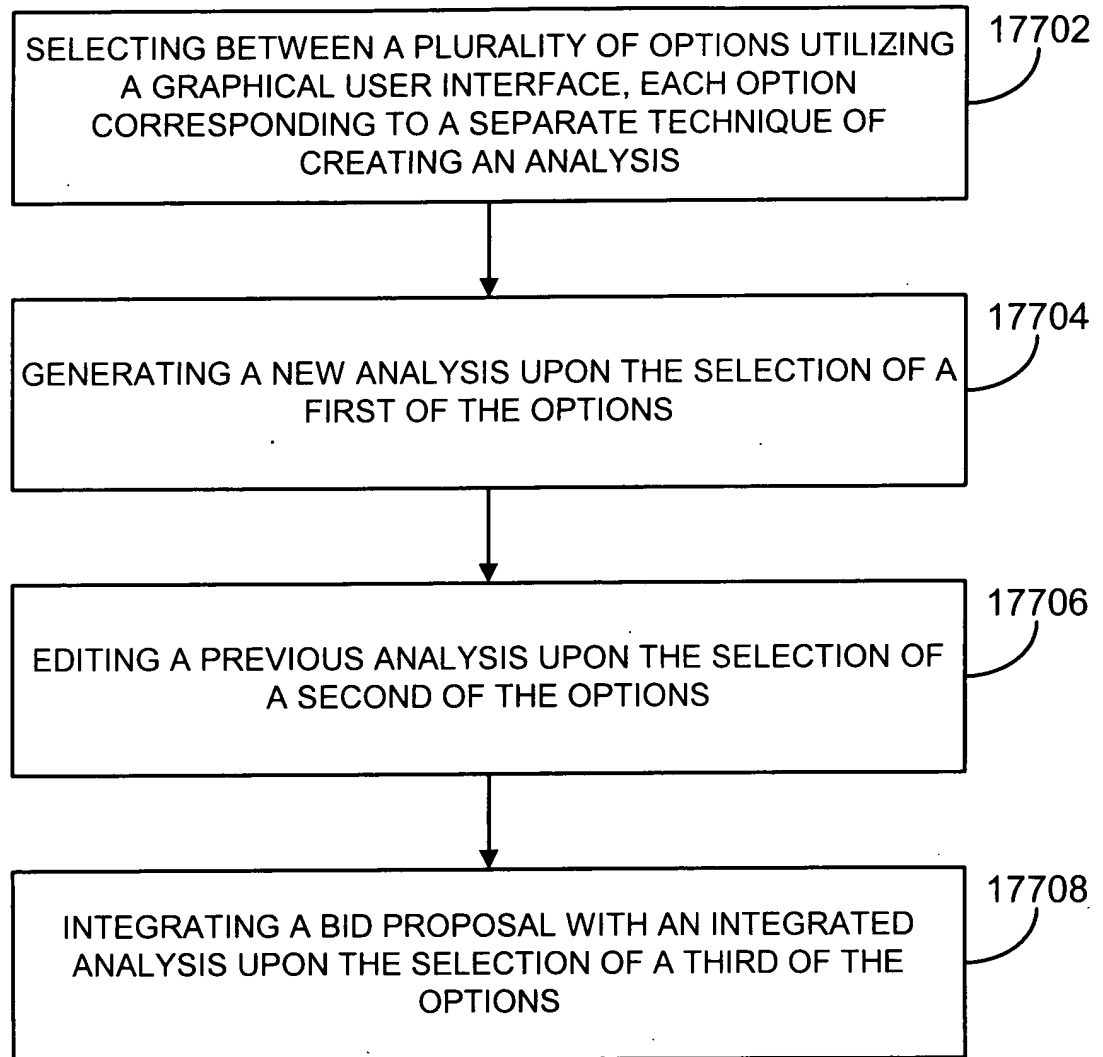 17702
SELECTING BETWEEN A PLURALITY OF OPTIONS UTILIZING
A GRAPHICAL USER INTERFACE, EACH OPTION
CORRESPONDING TO A SEPARATE TECHNIQUE OF
CREATING AN ANALYSIS
17704
GENERATING A NEW ANALYSIS UPON THE SELECTION OF A
FIRST OF THE OPTIONS
17706
EDITING A PREVIOUS ANALYSIS UPON THE SELECTION OF
A SECOND OF THE OPTIONS
17708
INTEGRATING A BID PROPOSAL WITH AN INTEGRATED
ANALYSIS UPON THE SELECTION OF A THIRD OF THE
OPTIONS